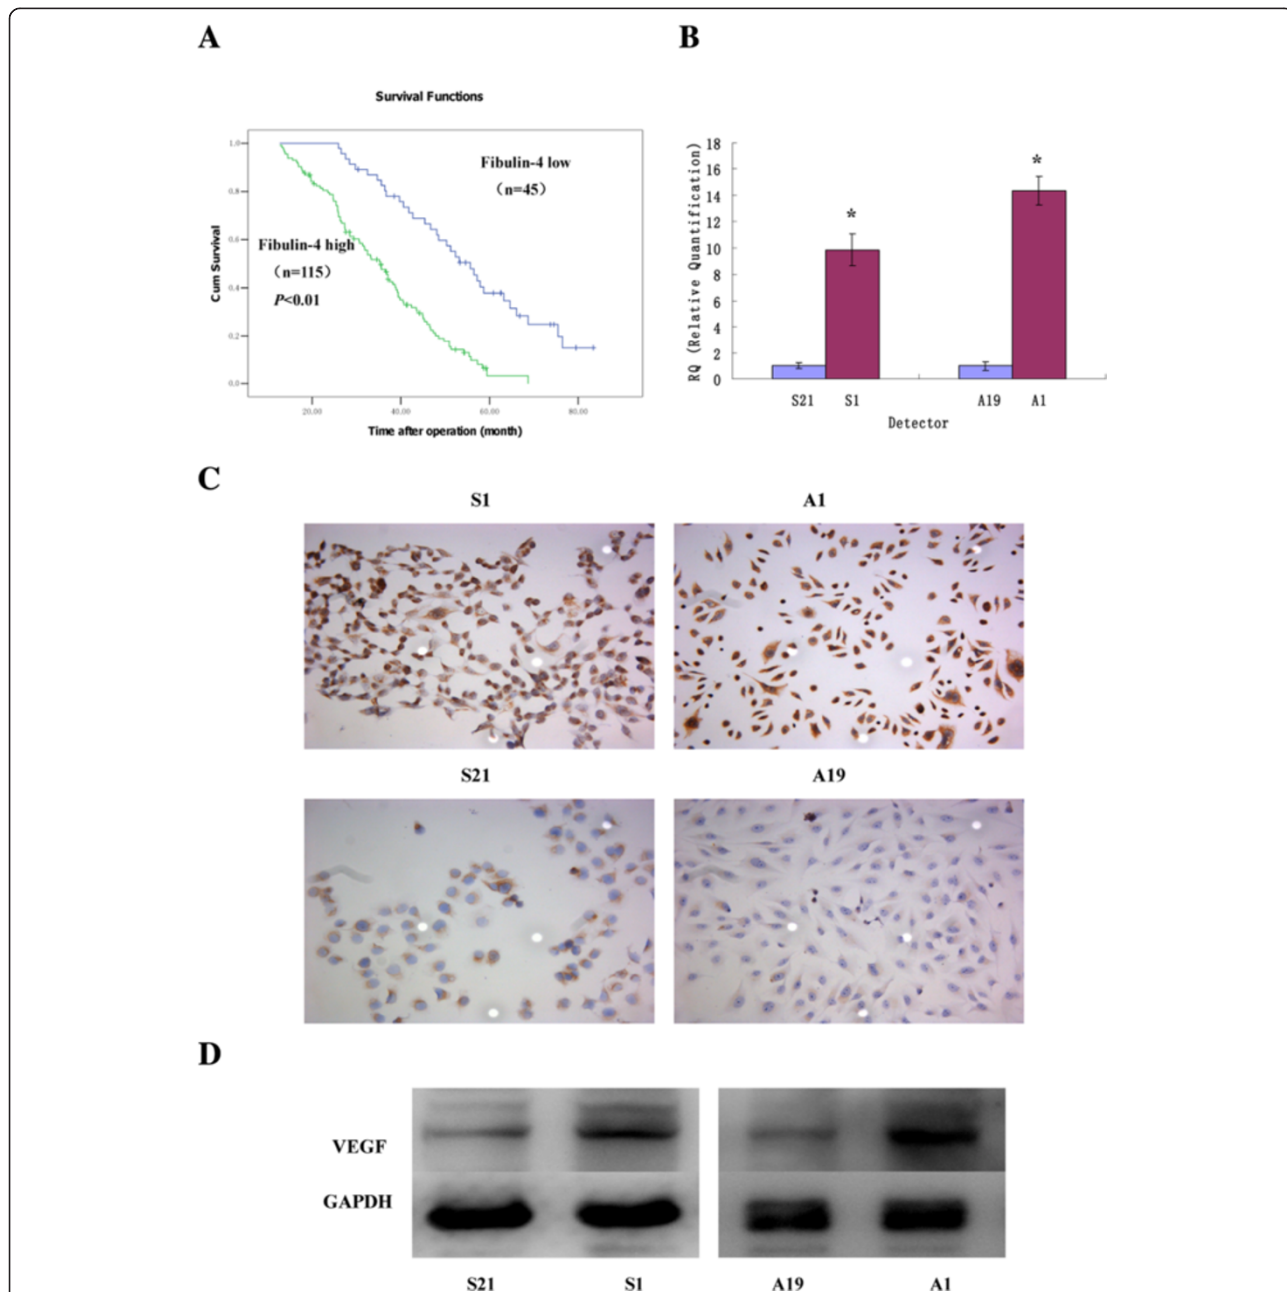 A
B
Survival Functions
Cum Survival
1.0
0.8
0.6
0.4
0.2
0.0
Fibulin-4 low
(n=45)
Fibulin-4 high
(n=115)
P<0.01
20.00 40.00 60.00 80.00
Time after operation (month)
RQ (Relative Quantification)
18
16
14
12
10
8
6
4
2
0
*
*
S21 S1 A19 A1
Detector
C
S1 A1
S21 A19
D
VEGF
GAPDH
S21 S1 A19 A1